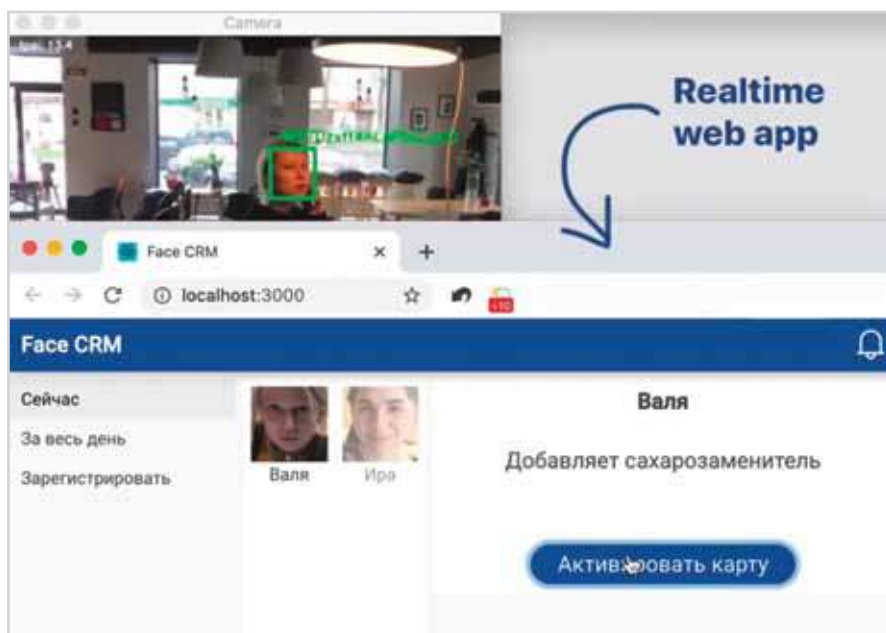 Camera
Realtime
web app
Face CRM
localhost:3000
Face CRM
Сейчас
За весь день
Зарегистрировать
Валя
Ира
Валя
Добавляет сахарозаменитель
Активировать карту